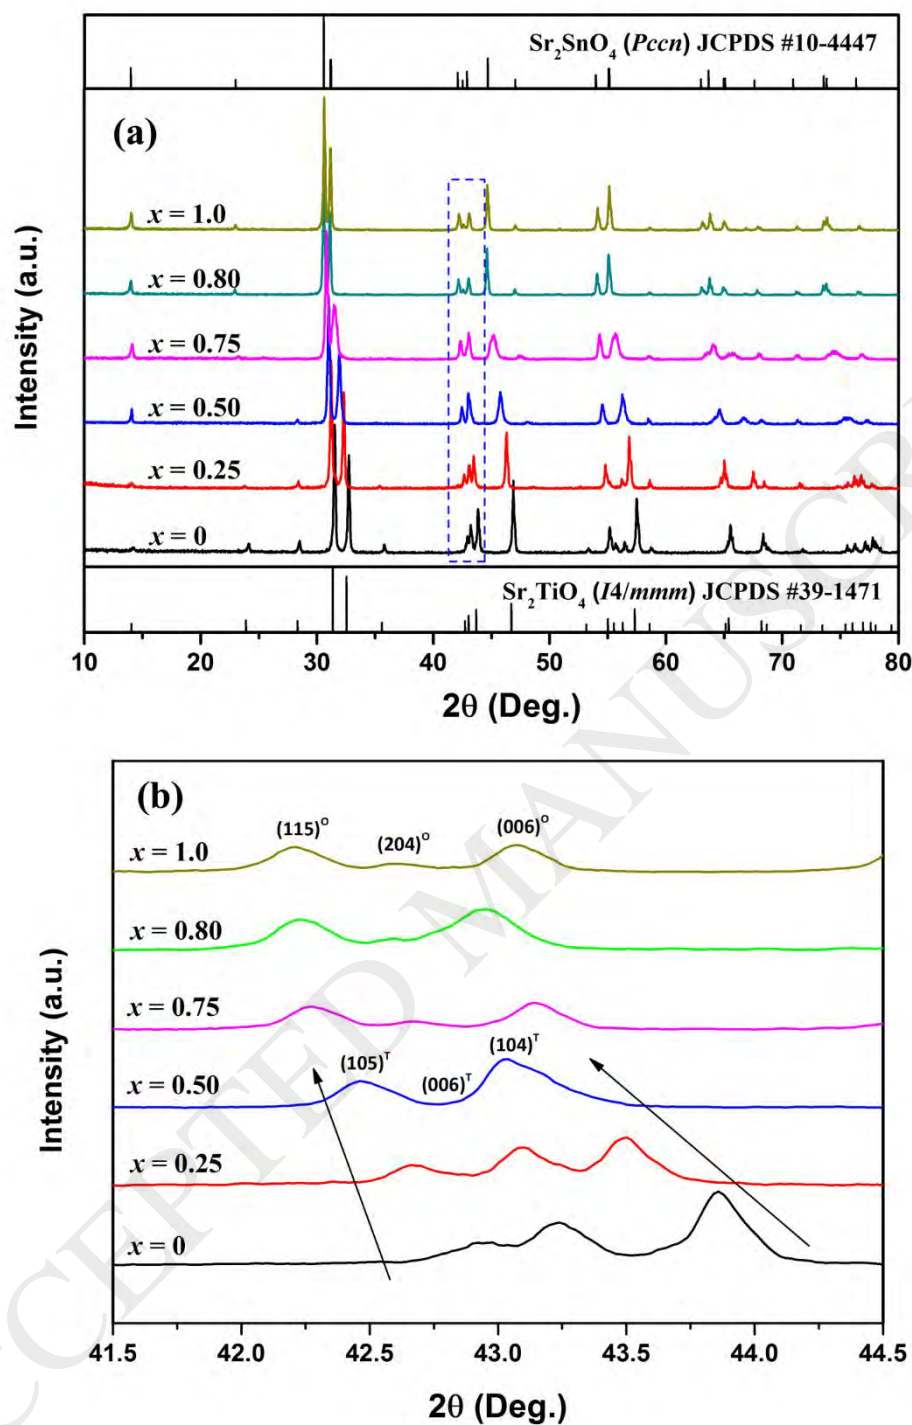 Sr₂SnO₄ (Pccn) JCPDS #10-4447
(a)
x = 1.0
x = 0.80
x = 0.75
x = 0.50
x = 0.25
x = 0
Intensity (a.u.)
Sr₂TiO₄ (I4/mmm) JCPDS #39-1471
10 20 30 40 50 60 70 80
2θ (Deg.)
(b)
(115)ᴼ (204)ᴼ (006)ᴼ
x = 1.0
x = 0.80
x = 0.75
(105)ᵀ (006)ᵀ (104)ᵀ
x = 0.50
x = 0.25
x = 0
Intensity (a.u.)
41.5 42.0 42.5 43.0 43.5 44.0 44.5
2θ (Deg.)
CCEPTED MANUSCRI